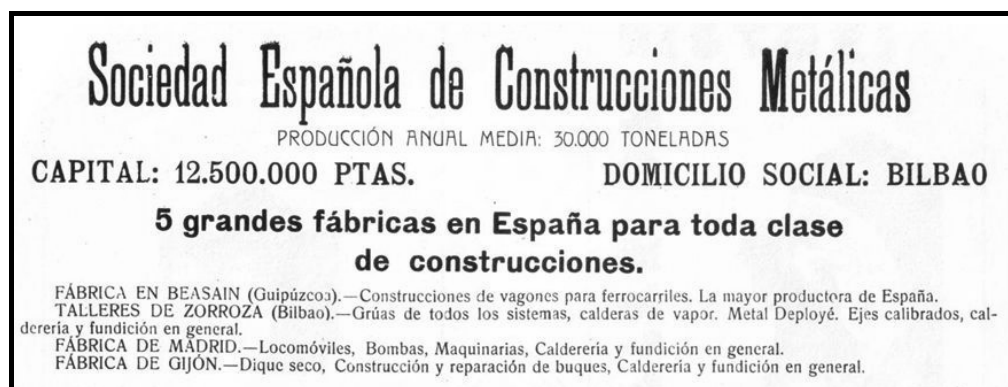 Sociedad Española de Construcciones Metálicas
PRODUCCIÓN ANUAL MEDIA: 30.000 TONELADAS
CAPITAL: 12.500.000 PTAS. DOMICILIO SOCIAL: BILBAO
5 grandes fábricas en España para toda clase
de construcciones.
FÁBRICA EN BEASAIN (Guipúzcoa).—Construcciones de vagones para ferrocarriles. La mayor productora de España.
TALLERES DE ZORROZA (Bilbao).—Grúas de todos los sistemas, calderas de vapor. Metal Deployé. Ejes calibrados, cal-
derería y fundición en general.
FÁBRICA DE MADRID.—Locomóviles, Bombas, Maquinarias, Calderería y fundición en general.
FÁBRICA DE GIJÓN.—Dique seco, Construcción y reparación de buques, Calderería y fundición en general.